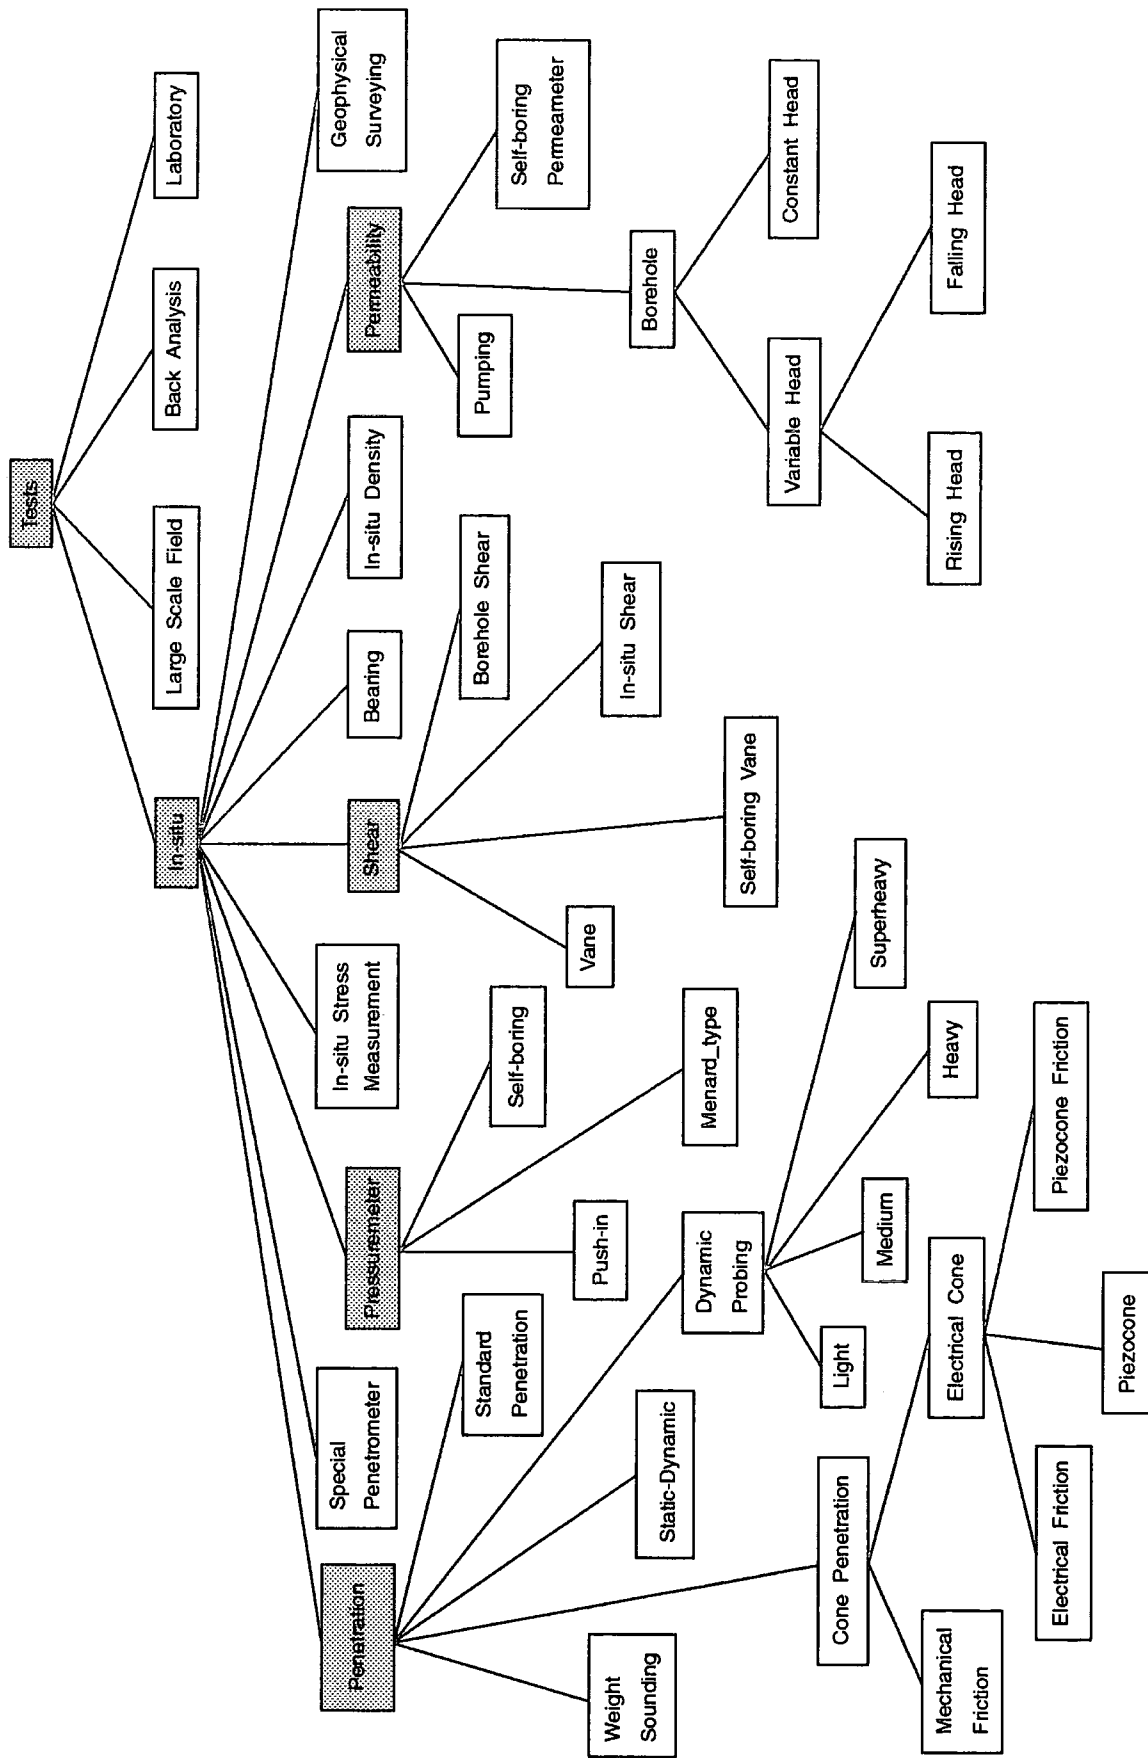 Tests
In-situ
Large Scale Field
Back Analysis
Laboratory
Penetration
Special
Penetrometer
Pressuremeter
In-situ Stress
Measurement
Shear
Bearing
In-situ Density
Permeability
Geophysical
Surveying
Weight
Sounding
Static-Dynamic
Standard
Penetration
Push-in
Self-boring
Menard_type
Vane
Self-boring Vane
In-situ Shear
Borehole Shear
Pumping
Self-boring
Permeameter
Borehole
Cone Penetration
Dynamic
Probing
Variable Head
Constant Head
Light
Medium
Heavy
Superheavy
Mechanical
Friction
Electrical Cone
Rising Head
Falling Head
Electrical Friction
Piezocone
Piezocone Friction